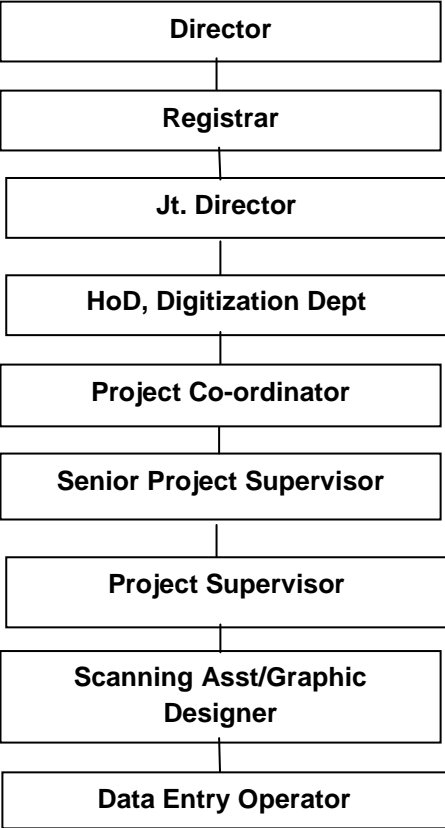 Director
Registrar
Jt. Director
HoD, Digitization Dept
Project Co-ordinator
Senior Project Supervisor
Project Supervisor
Scanning Asst/Graphic
Designer
Data Entry Operator